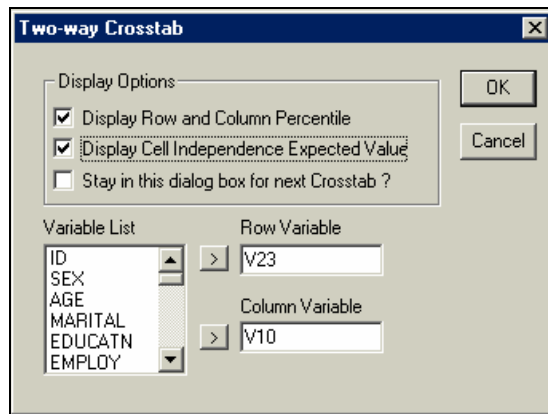 Two-way Crosstab
Display Options
Display Row and Column Percentile
Display Cell Independence Expected Value
Stay in this dialog box for next Crosstab ?
OK
Cancel
Variable List
ID
SEX
AGE
MARITAL
EDUCATN
EMPLOY
>
Row Variable
V23
>
Column Variable
V10